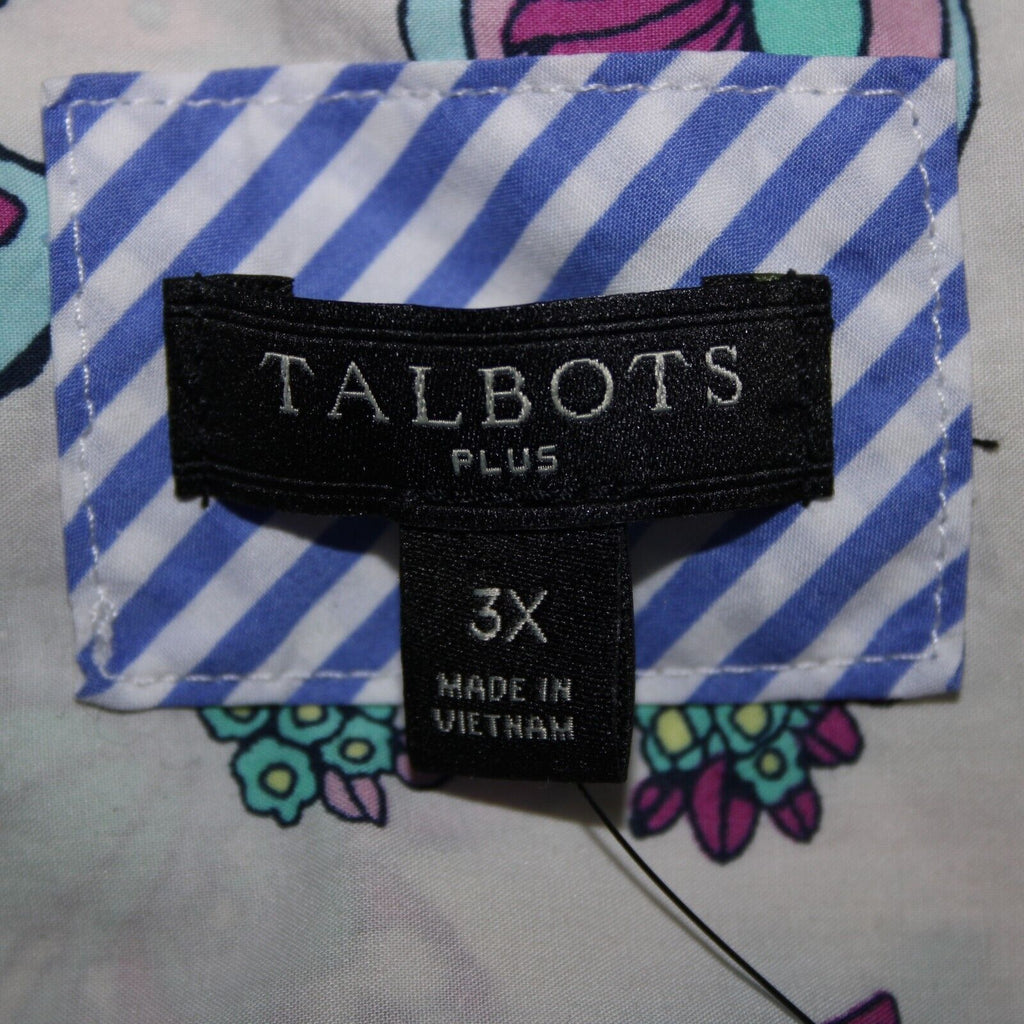 TALBOTS
PLUS
3X
MADE IN
VIETNAM